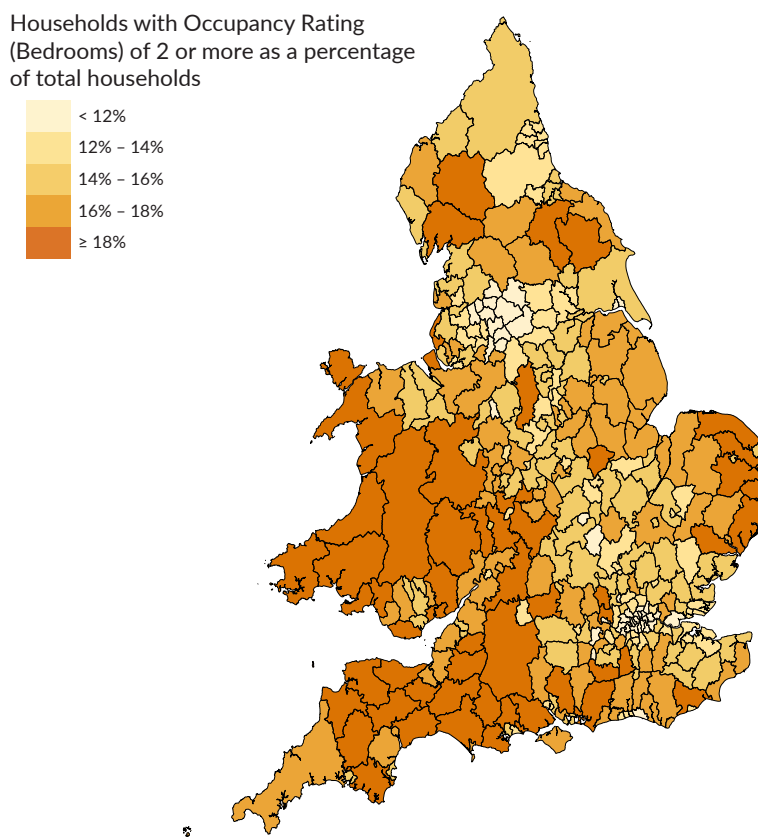 Households with Occupancy Rating
(Bedrooms) of 2 or more as a percentage
of total households
< 12%
12% – 14%
14% – 16%
16% – 18%
≥ 18%